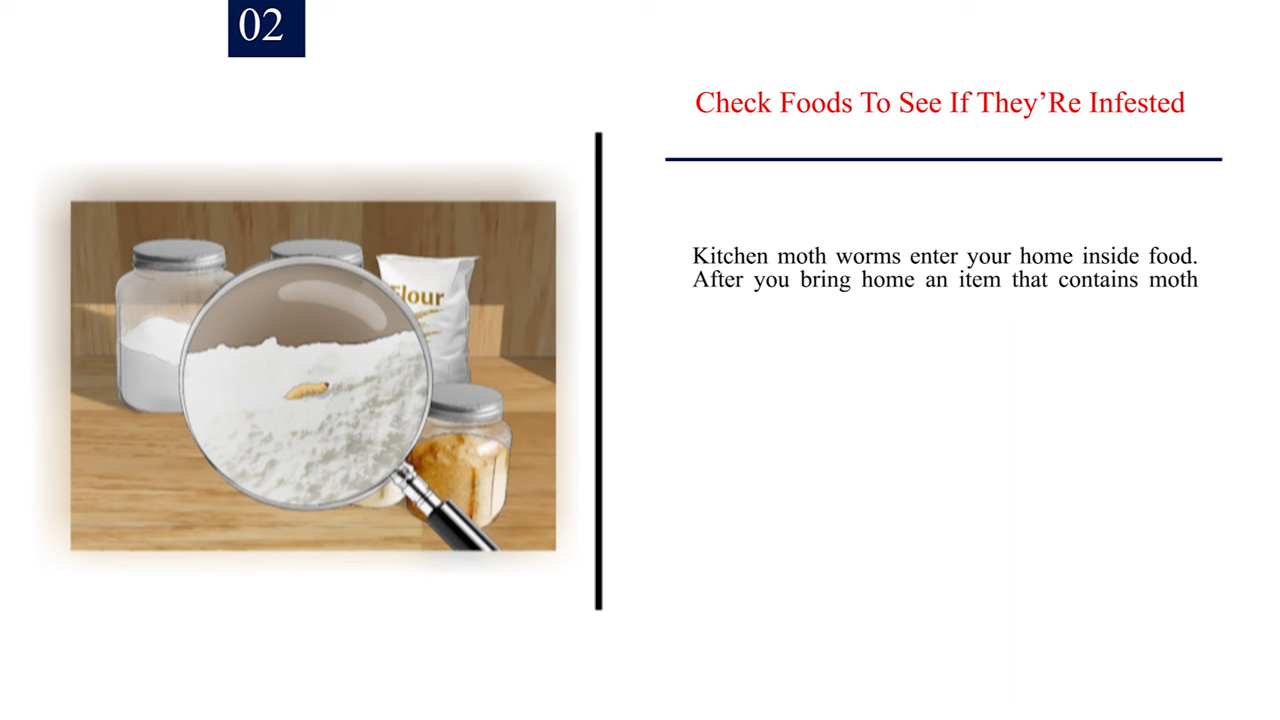 02
Check Foods To See If They’Re Infested
Kitchen moth worms enter your home inside food.
After you bring home an item that contains moth
Flour